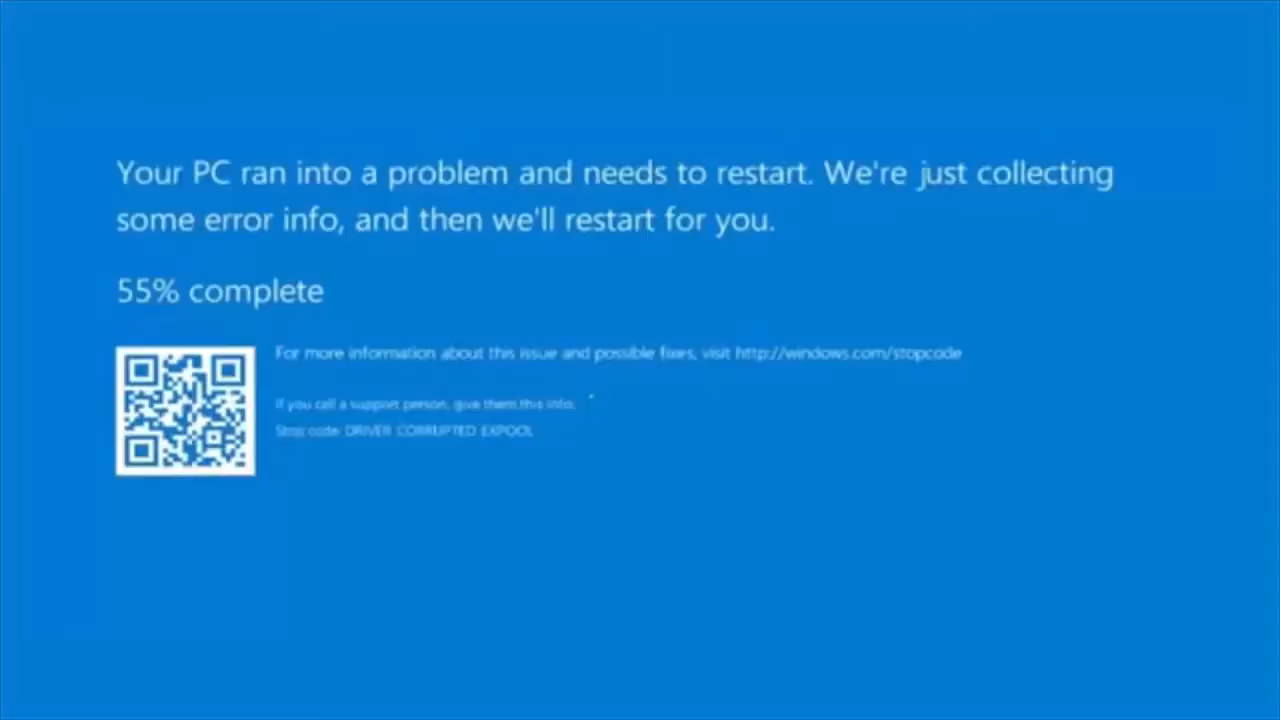 Your PC ran into a problem and needs to restart. We're just collecting
some error info, and then we'll restart for you.
55% complete
For more information about this issue and possible fixes, visit http://windows.com/stopcode
If you call a support person, give them this info:
Stop code: DRIVER CORRUPTED EXPOOL